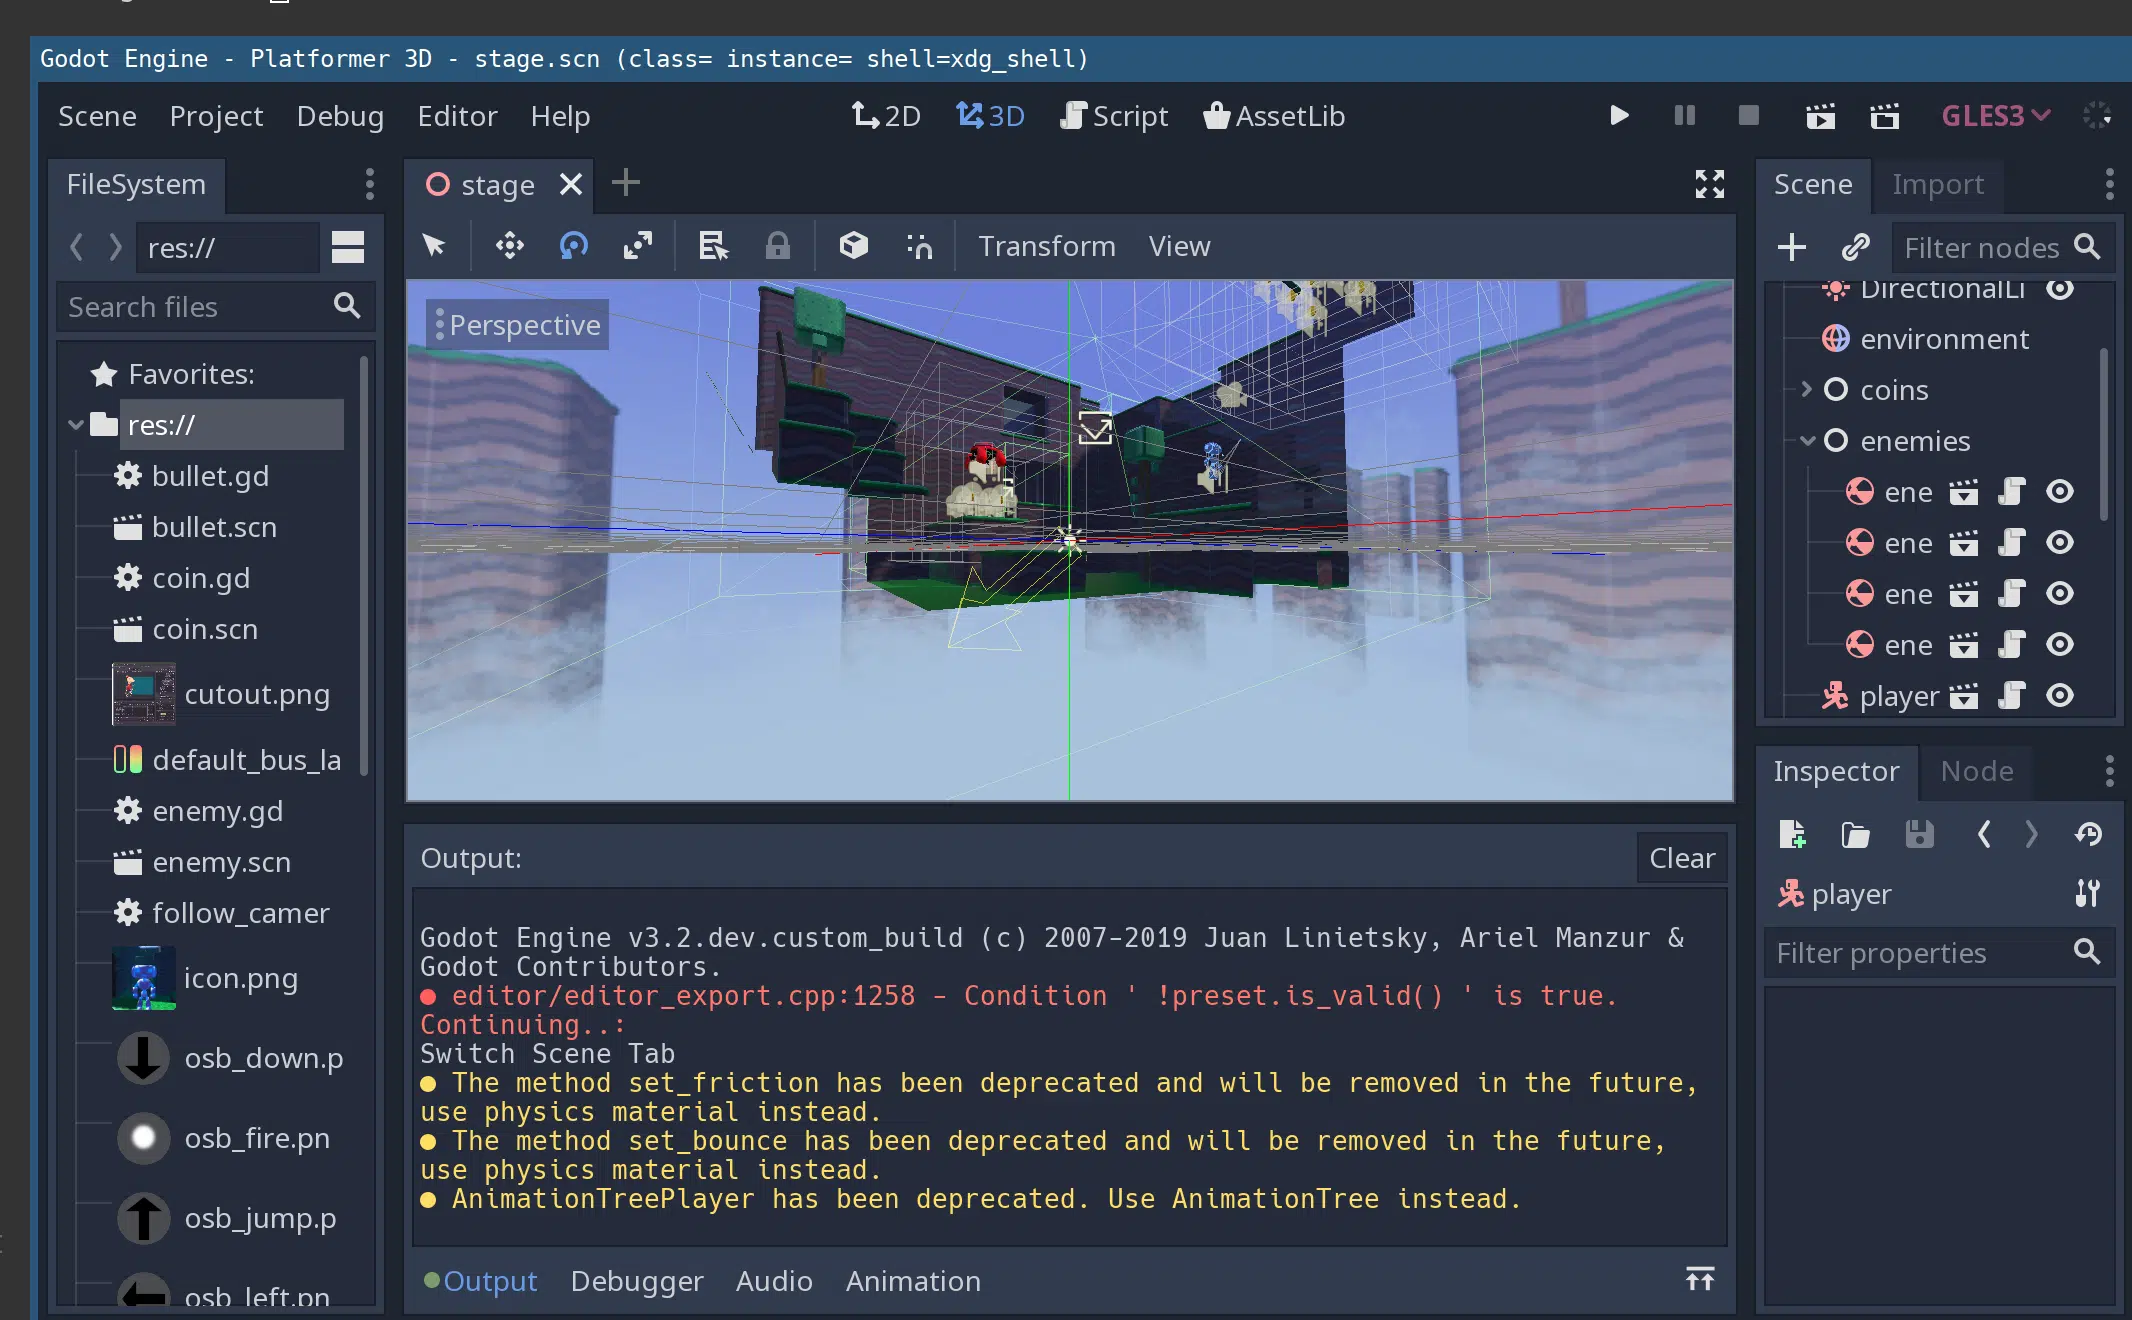 Godot Engine - Platformer 3D - stage.scn (class= instance= shell=xdg_shell)
Scene Project Debug Editor Help 2D 3D Script AssetLib GLES3
FileSystem
res://
Search files
Favorites:
res://
bullet.gd
bullet.scn
coin.gd
coin.scn
cutout.png
default_bus_la
enemy.gd
enemy.scn
follow_camer
icon.png
osb_down.p
osb_fire.pn
osb_jump.p
osb_left.pn
stage
Transform View
Perspective
Output:
Clear
Godot Engine v3.2.dev.custom_build (c) 2007-2019 Juan Linietsky, Ariel Manzur &
Godot Contributors.
editor/editor_export.cpp:1258 - Condition ' !preset.is_valid() ' is true.
Continuing..:
Switch Scene Tab
The method set_friction has been deprecated and will be removed in the future,
use physics material instead.
The method set_bounce has been deprecated and will be removed in the future,
use physics material instead.
AnimationTreePlayer has been deprecated. Use AnimationTree instead.
Output Debugger Audio Animation
Scene Import
Filter nodes
DirectionalLi
environment
coins
enemies
ene
ene
ene
ene
player
Inspector Node
player
Filter properties